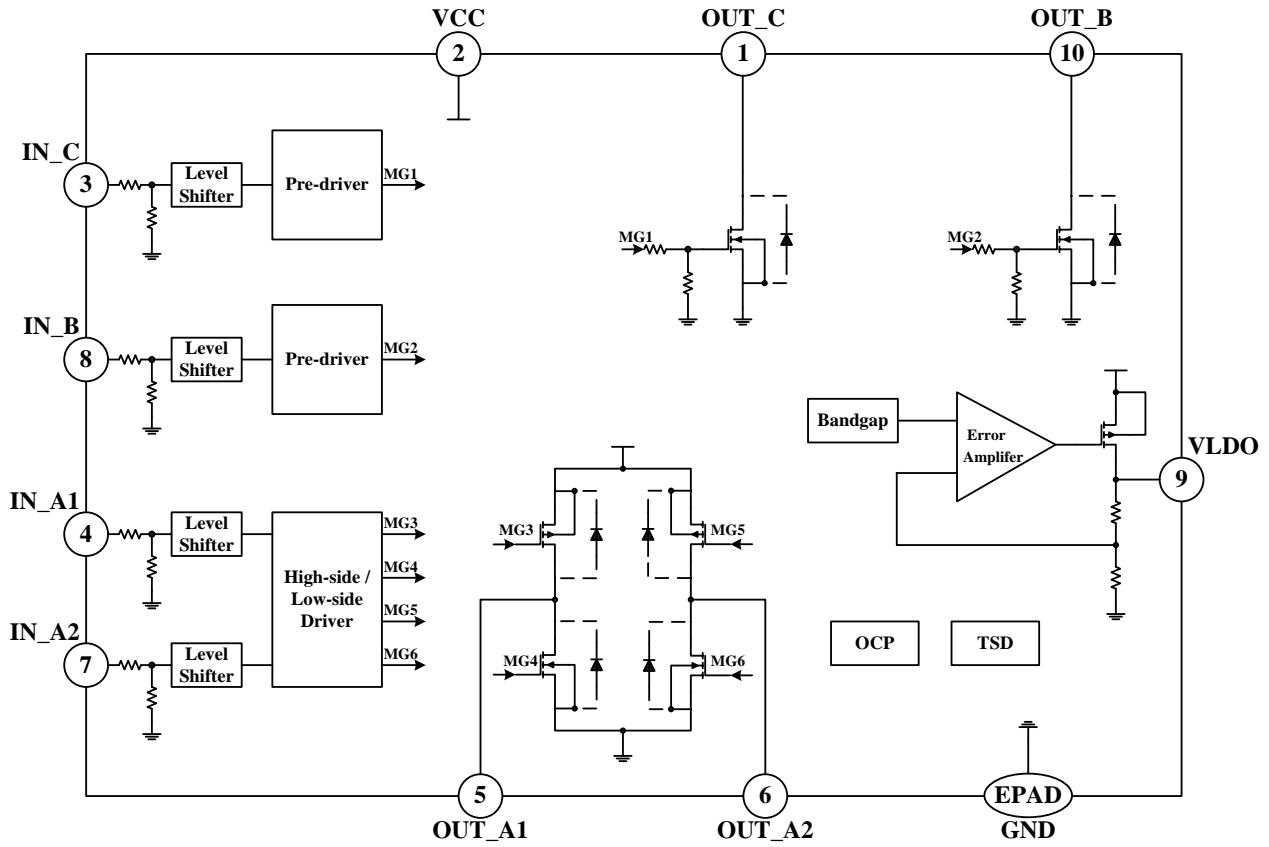 VCC
OUT_C
OUT_B
2
1
10
IN_C
3
Level
Shifter
Pre-driver
MG1
MG1
MG2
IN_B
8
Level
Shifter
Pre-driver
MG2
Bandgap
Error
Amplifer
VLDO
9
IN_A1
4
Level
Shifter
High-side /
Low-side
Driver
MG3
MG4
MG5
MG6
MG3
MG5
IN_A2
7
Level
Shifter
MG4
MG6
OCP
TSD
5
OUT_A1
6
OUT_A2
EPAD
GND